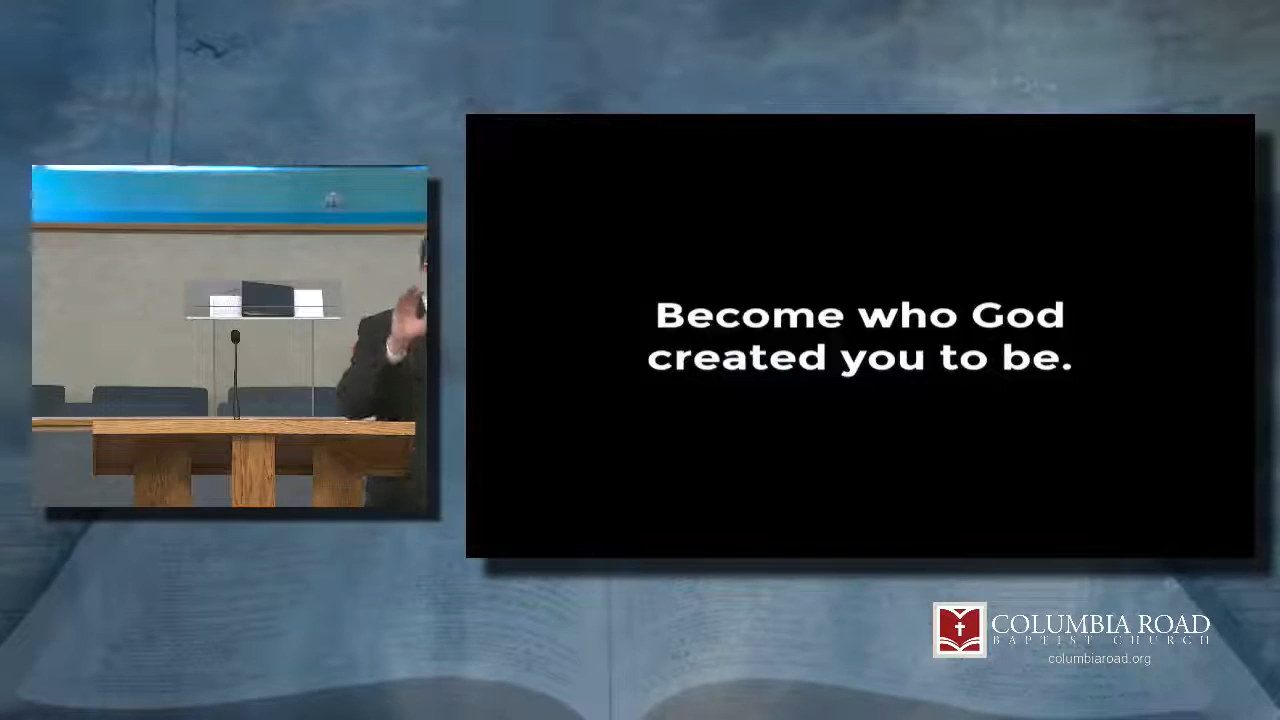 Become who God
created you to be.
COLUMBIA ROAD
BAPTIST CHURCH
columbiaroad.org